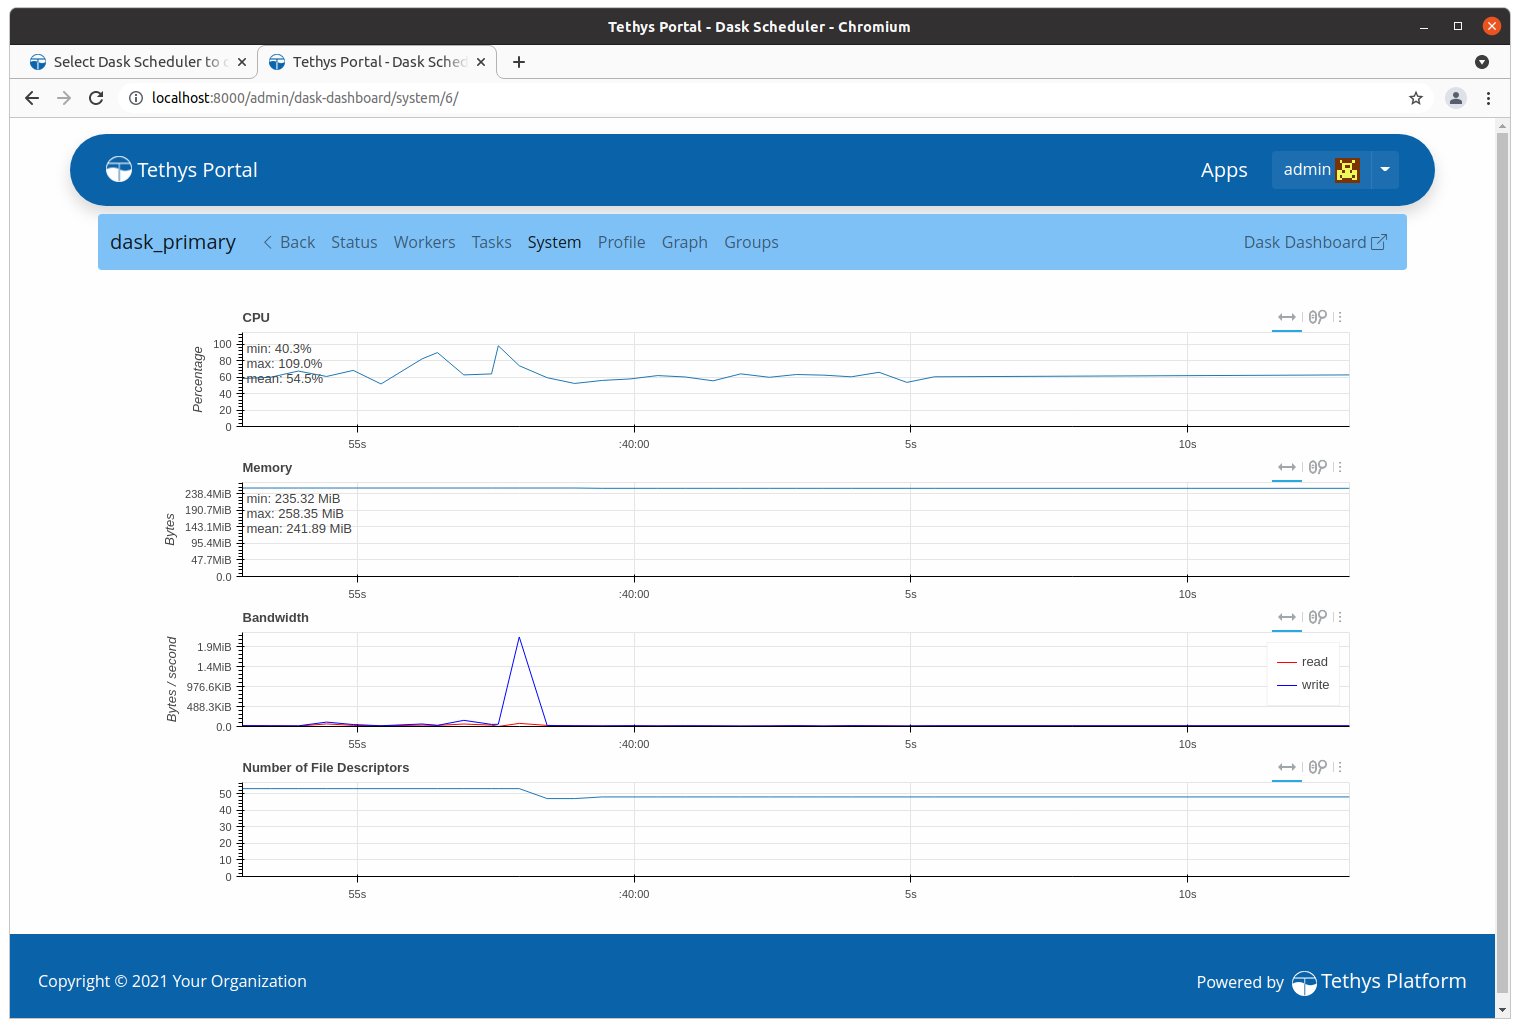 Tethys Portal - Dask Scheduler - Chromium
Select Dask Scheduler to
Tethys Portal - Dask Sched
localhost:8000/admin/dask-dashboard/system/6/
Tethys Portal
Apps
admin
dask_primary
Back Status Workers Tasks System Profile Graph Groups
Dask Dashboard
CPU
Percentage
100
80
60
40
20
0
min: 40.3%
max: 109.0%
mean: 54.5%
55s :40:00 5s 10s
Memory
Bytes
238.4MiB
190.7MiB
143.1MiB
95.4MiB
47.7MiB
0.0
min: 235.32 MiB
max: 258.35 MiB
mean: 241.89 MiB
55s :40:00 5s 10s
Bandwidth
Bytes / second
1.9MiB
1.4MiB
976.6KiB
488.3KiB
0.0
read
write
55s :40:00 5s 10s
Number of File Descriptors
50
40
30
20
10
0
55s :40:00 5s 10s
Copyright © 2021 Your Organization
Powered by Tethys Platform